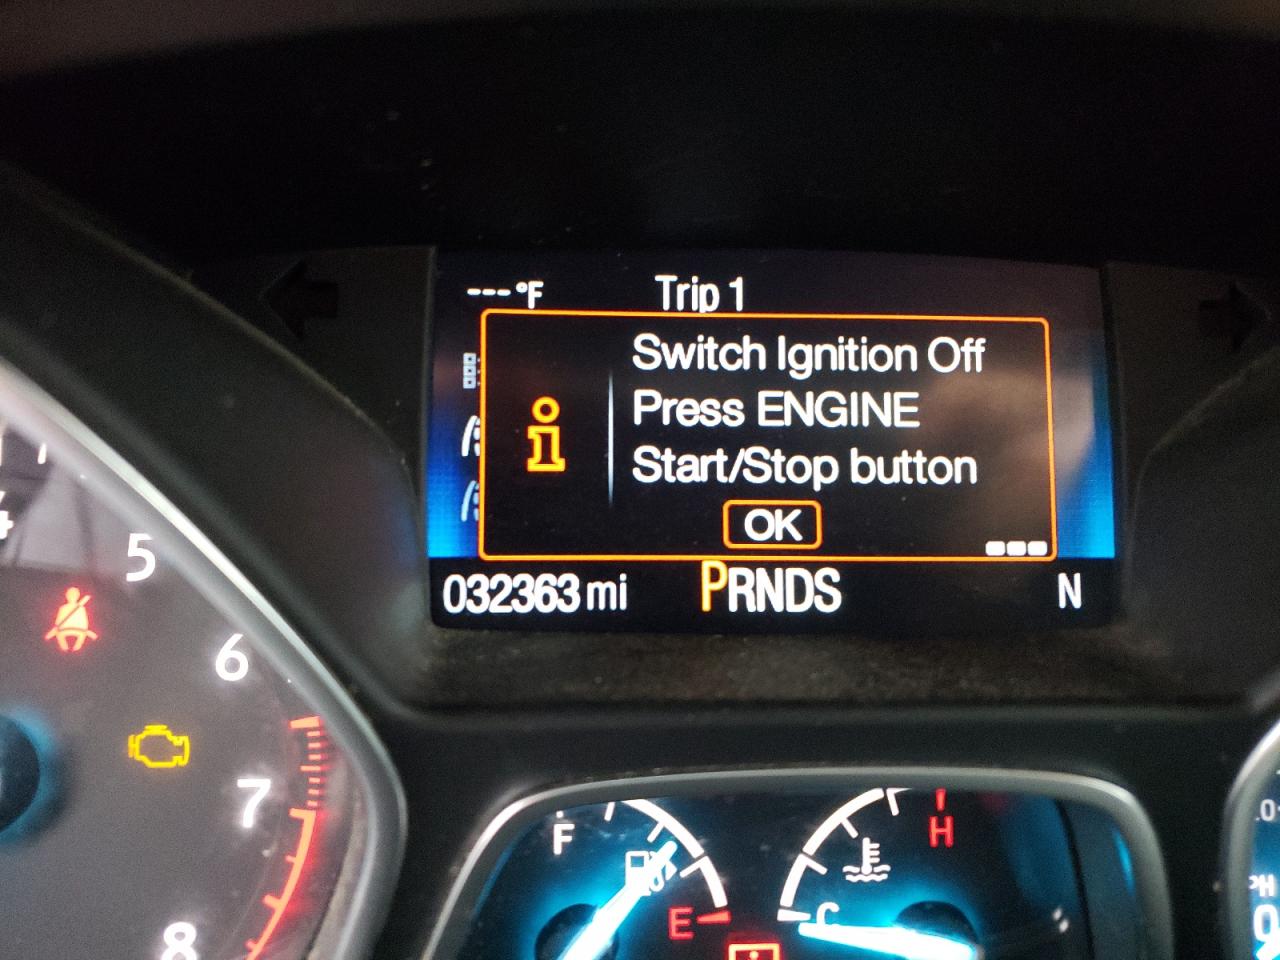 ---°F Trip 1
Switch Ignition Off
Press ENGINE
Start/Stop button
OK
032363 mi PRNDS N
5
6
7
8
F
E
H
C